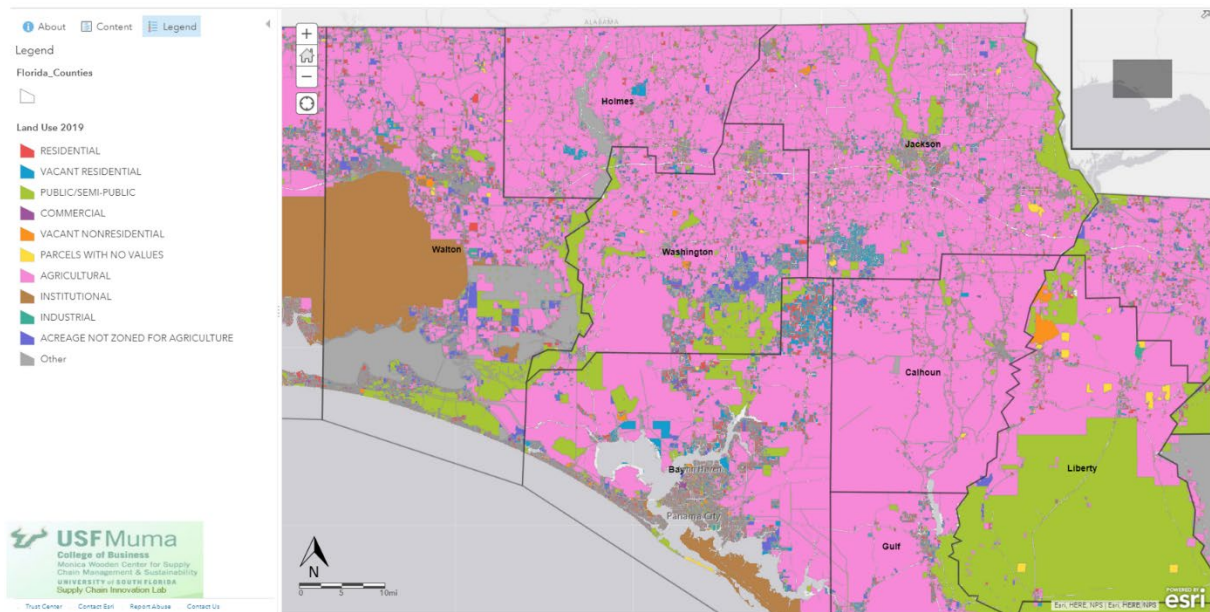 About
Content
Legend
Legend
Florida_Counties
Land Use 2019
RESIDENTIAL
VACANT RESIDENTIAL
PUBLIC/SEMI-PUBLIC
COMMERCIAL
VACANT NONRESIDENTIAL
PARCELS WITH NO VALUES
AGRICULTURAL
INSTITUTIONAL
INDUSTRIAL
ACREAGE NOT ZONED FOR AGRICULTURE
Other
USF Muma
College of Business
Monica Wooden Center for Supply
Chain Management & Sustainability
UNIVERSITY of SOUTH FLORIDA
Supply Chain Innovation Lab
Trust Center Contact Esri Report Abuse Contact Us
ALABAMA
Holmes
Jackson
Walton
Washington
Calhoun
Bay
Liberty
Panama City
Gulf
N
0 5 10mi
Esri, HERE, NPS | Esri, HERE, NPS
POWERED BY
esri